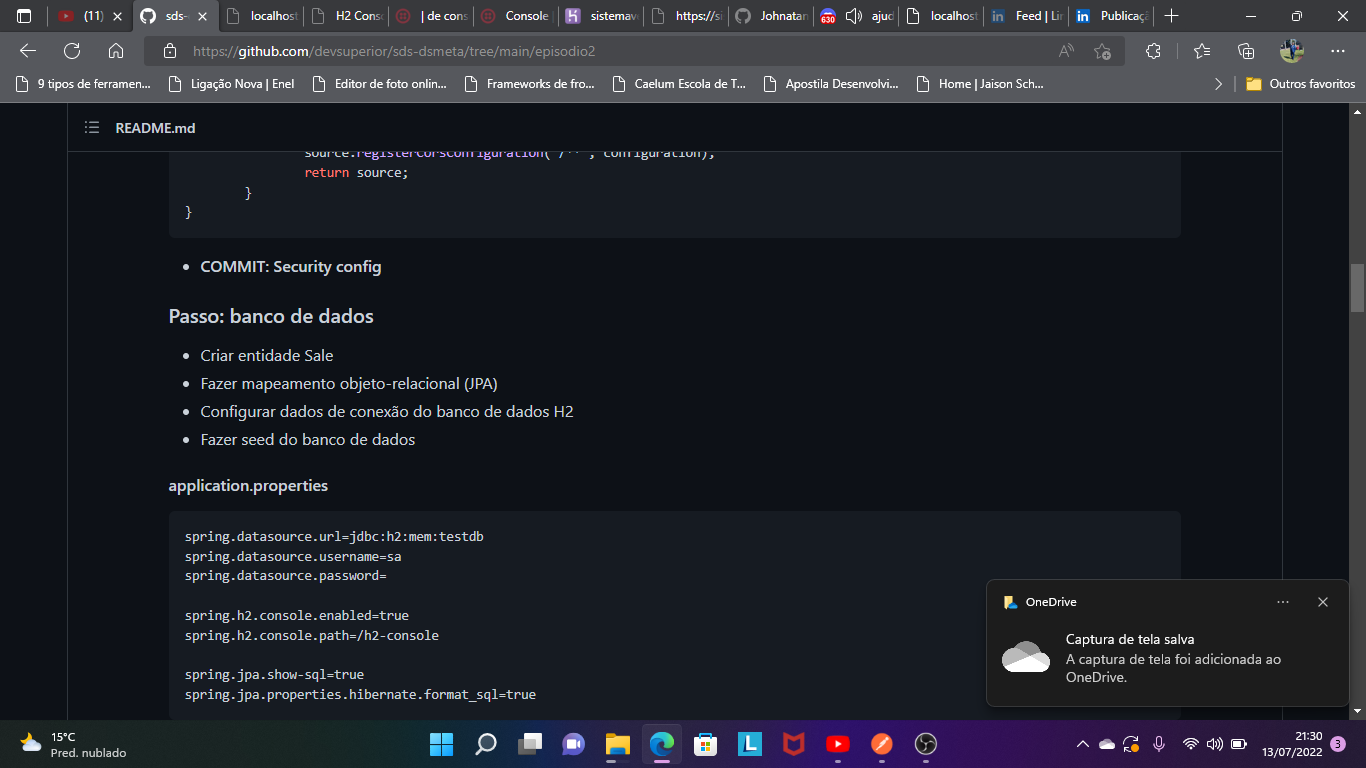 (11)
sds-
localhost
H2 Cons
| de cons
Console
sistemave
https://si
Johnatan
630
ajud
localhost
Feed | Lin
Publicaçã
https://github.com/devsuperior/sds-dsmeta/tree/main/episodio2
9 tipos de ferramen...
Ligação Nova | Enel
Editor de foto onlin...
Frameworks de fro...
Caelum Escola de T...
Apostila Desenvolvi...
Home | Jaison Sch...
Outros favoritos
README.md
source.registerCorsConfiguration("/**", configuration);
return source;
}
}
COMMIT: Security config
Passo: banco de dados
Criar entidade Sale
Fazer mapeamento objeto-relacional (JPA)
Configurar dados de conexão do banco de dados H2
Fazer seed do banco de dados
application.properties
spring.datasource.url=jdbc:h2:mem:testdb
spring.datasource.username=sa
spring.datasource.password=
spring.h2.console.enabled=true
spring.h2.console.path=/h2-console
spring.jpa.show-sql=true
spring.jpa.properties.hibernate.format_sql=true
OneDrive
Captura de tela salva
A captura de tela foi adicionada ao
OneDrive.
15°C
Pred. nublado
L
21:30
13/07/2022
3